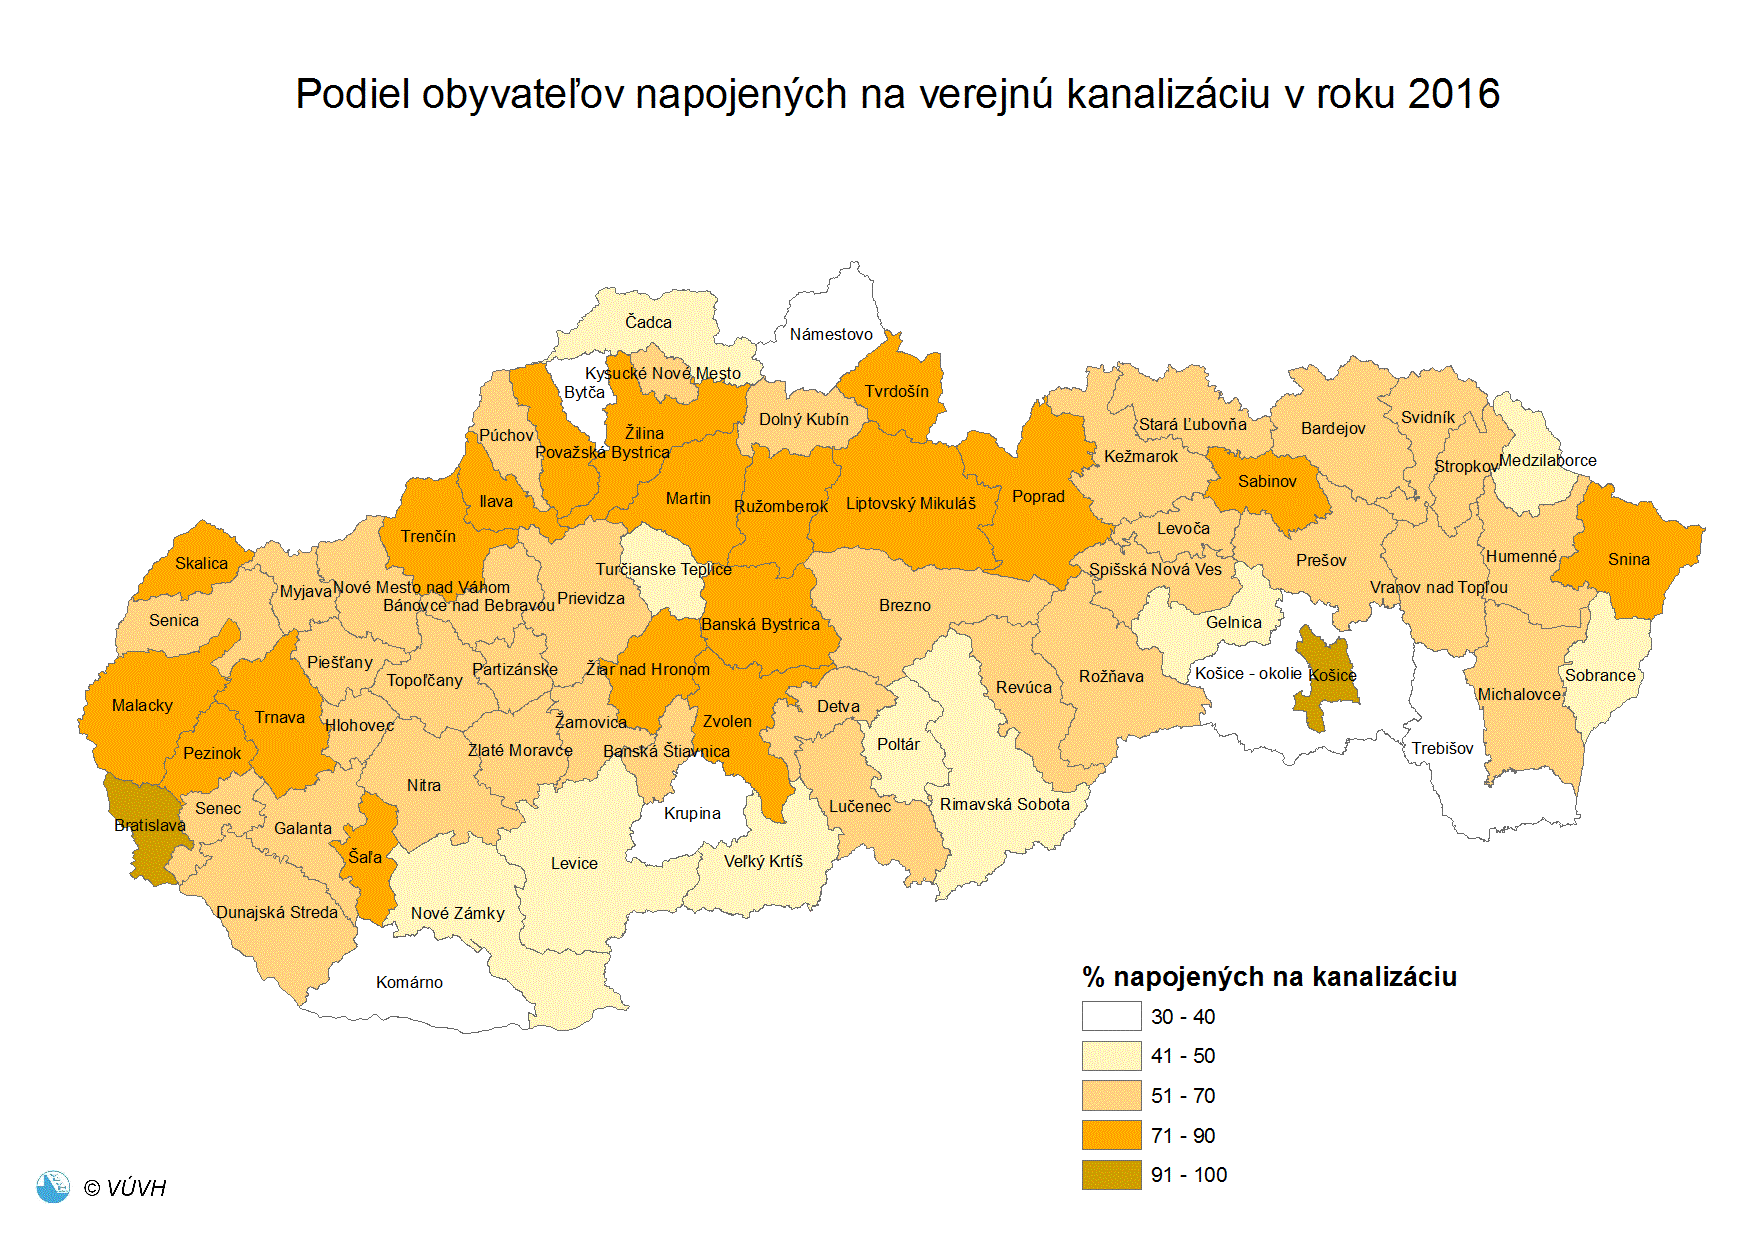 Podiel obyvateľov napojených na verejnú kanalizáciu v roku 2016
Čadca
Námestovo
Kysucké Nové Mesto
Bytča
Tvrdošín
Dolný Kubín
Púchov
Žilina
Považská Bystrica
Stará Ľubovňa
Bardejov
Svidník
Kežmarok
Stropkov
Medzilaborce
Ilava
Martin
Ružomberok
Liptovský Mikuláš
Poprad
Sabinov
Trenčín
Levoča
Skalica
Turčianske Teplice
Spišská Nová Ves
Prešov
Humenné
Snina
Myjava
Nové Mesto nad Váhom
Bánovce nad Bebravou
Prievidza
Brezno
Vranov nad Topľou
Senica
Banská Bystrica
Gelnica
Piešťany
Topoľčany
Partizánske
Žiar nad Hronom
Revúca
Rožňava
Košice - okolie
Košice
Sobrance
Michalovce
Malacky
Trnava
Hlohovec
Žarnovica
Zvolen
Detva
Pezinok
Zlaté Moravce
Banská Štiavnica
Poltár
Trebišov
Nitra
Senec
Krupina
Lučenec
Rimavská Sobota
Bratislava
Galanta
Šaľa
Levice
Veľký Krtíš
Dunajská Streda
Nové Zámky
Komárno
% napojených na kanalizáciu
30 - 40
41 - 50
51 - 70
71 - 90
91 - 100
© VÚVH